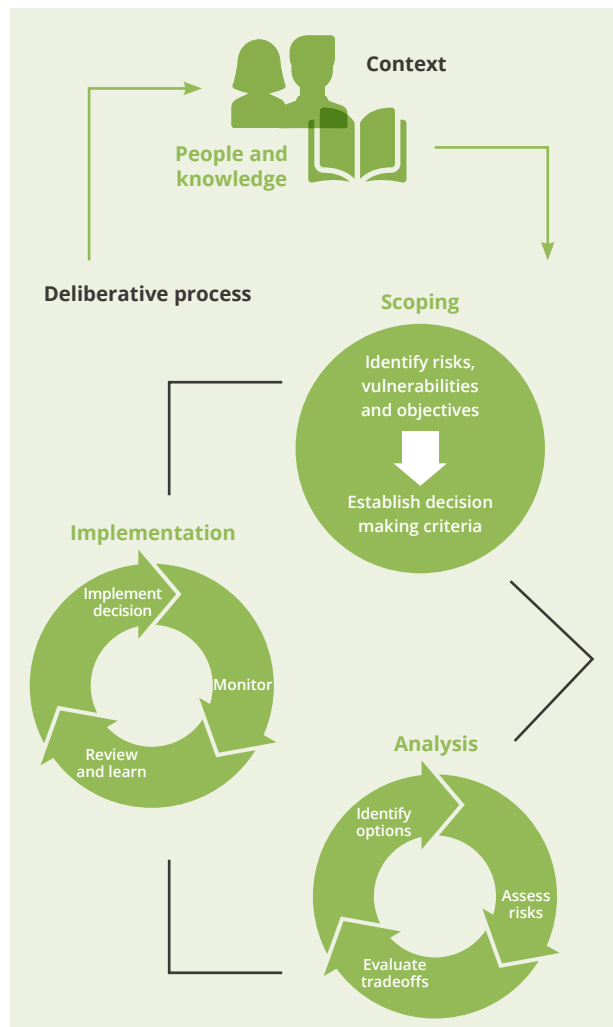 Context
People and
knowledge
Deliberative process
Scoping
Identify risks,
vulnerabilities
and objectives
Establish decision
making criteria
Implementation
Implement
decision
Monitor
Review
and learn
Analysis
Identify
options
Assess
risks
Evaluate
tradeoffs